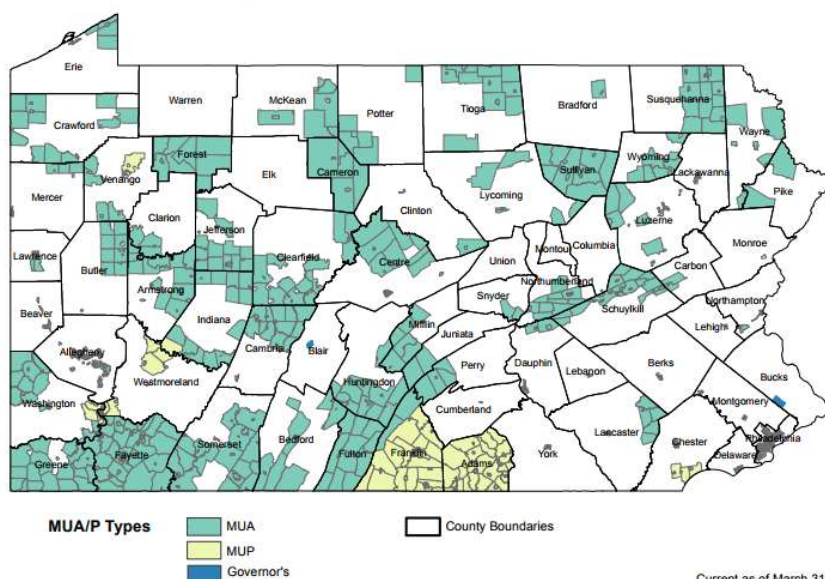 Erie
Warren
McKean
Potter
Tioga
Bradford
Susquehanna
Crawford
Wayne
Forest
Wyoming
Lackawanna
Venango
Elk
Cameron
Sullivan
Lycoming
Pike
Mercer
Clinton
Clarion
Luzerne
Jefferson
Columbia
Monroe
Montour
Lawrence
Clearfield
Centre
Union
Carbon
Butler
Armstrong
Northumberland
Snyder
Northampton
Schuylkill
Beaver
Indiana
Mifflin
Lehigh
Juniata
Allegheny
Cambria
Blair
Perry
Dauphin
Berks
Lebanon
Bucks
Westmoreland
Huntingdon
Montgomery
Washington
Cumberland
Lancaster
Philadelphia
Somerset
Bedford
Chester
Fayette
Fulton
Franklin
Adams
York
Delaware
Greene
MUA/P Types
MUA
County Boundaries
MUP
Governor's
Current as of March 31